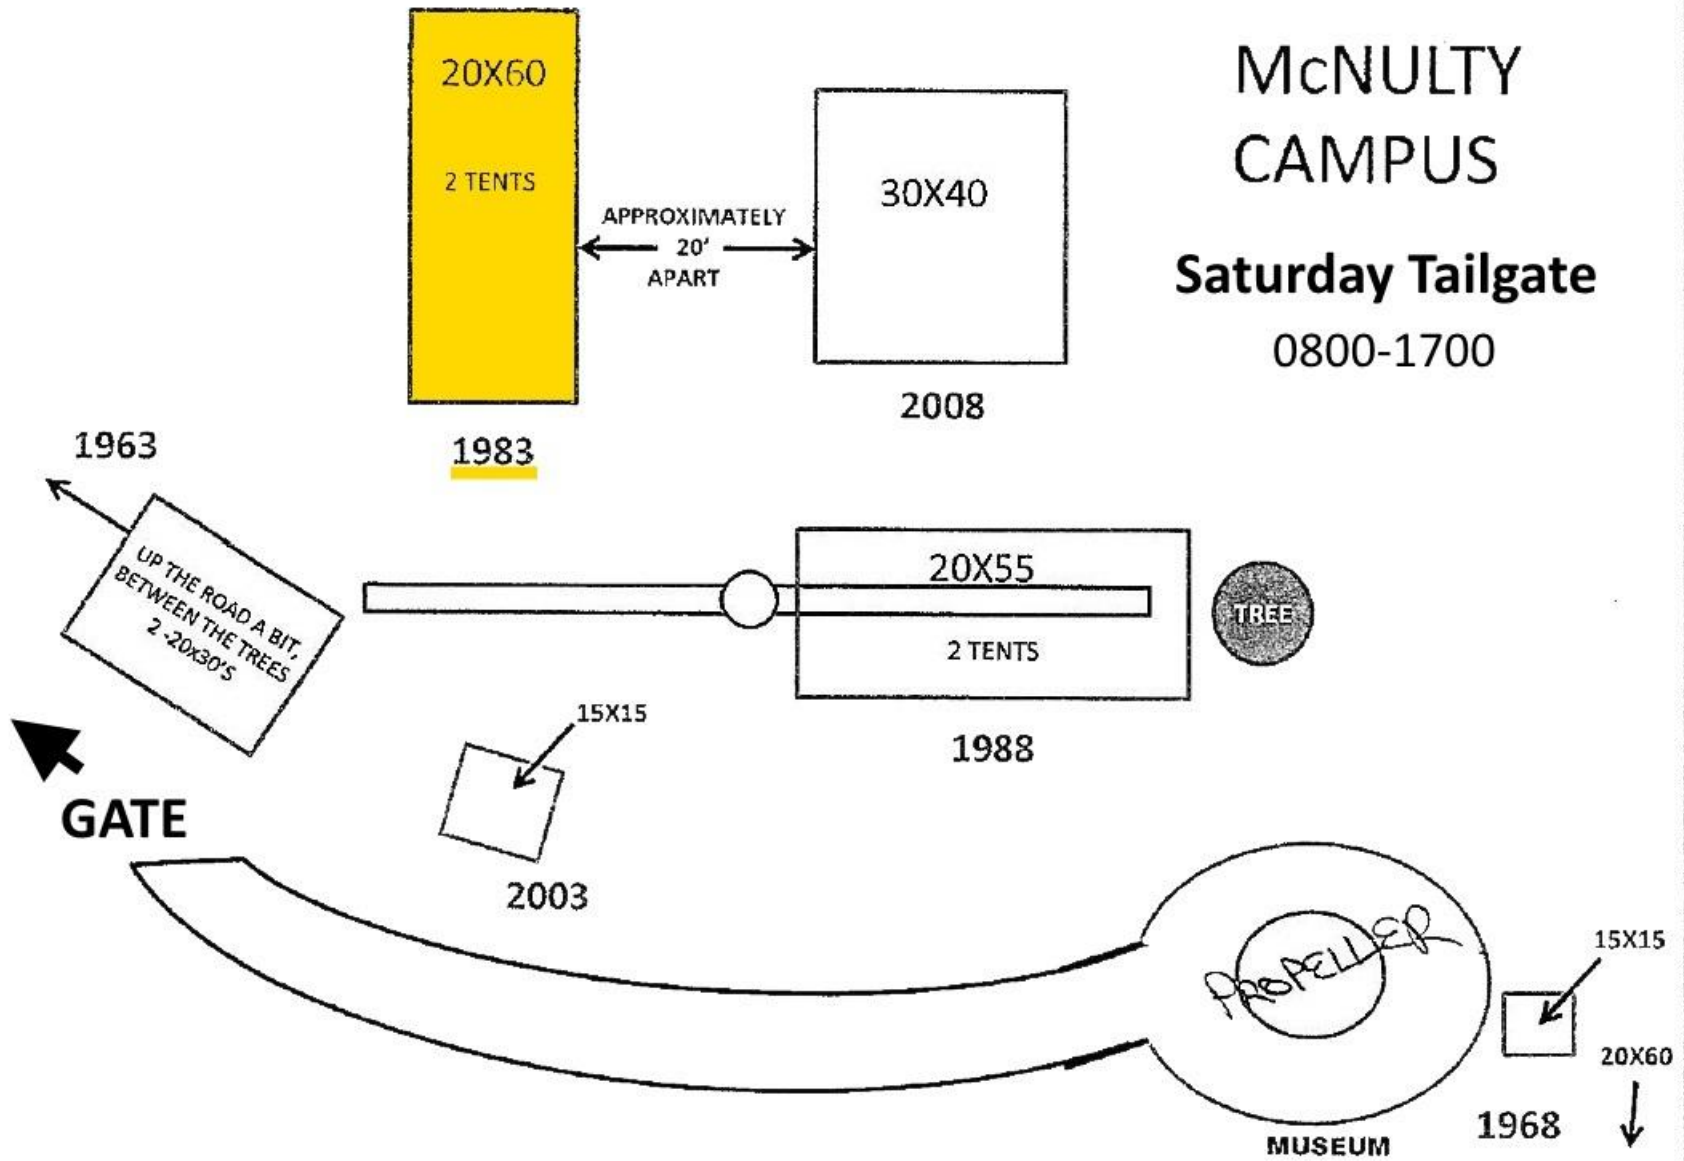 McNULTY
CAMPUS
Saturday Tailgate
0800-1700
20X60
2 TENTS
APPROXIMATELY
20'
APART
30X40
2008
1983
1963
UP THE ROAD A BIT,
BETWEEN THE TREES
2 -20x30'S
20X55
2 TENTS
TREE
1988
15X15
2003
GATE
PROPELLER
MUSEUM
15X15
20X60
1968